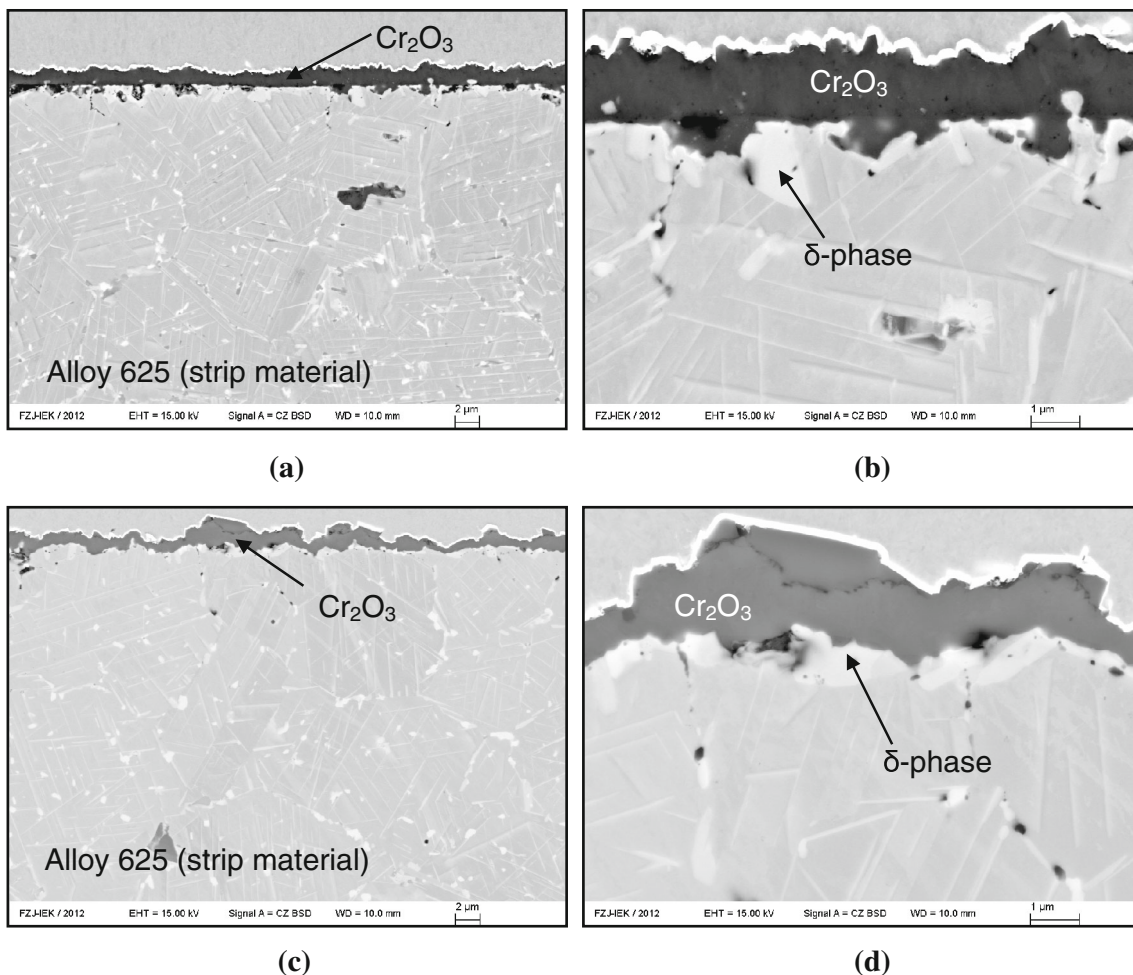 Cr₂O₃
Alloy 625 (strip material)
FZJ-IEK / 2012 EHT = 15.00 kV Signal A = CZ BSD WD = 10.0 mm 2 µm
(a)
Cr₂O₃
δ-phase
FZJ-IEK / 2012 EHT = 15.00 kV Signal A = CZ BSD WD = 10.0 mm 1 µm
(b)
Cr₂O₃
Alloy 625 (strip material)
FZJ-IEK / 2012 EHT = 15.00 kV Signal A = CZ BSD WD = 10.0 mm 2 µm
(c)
Cr₂O₃
δ-phase
FZJ-IEK / 2012 EHT = 15.00 kV Signal A = CZ BSD WD = 10.0 mm 1 µm
(d)